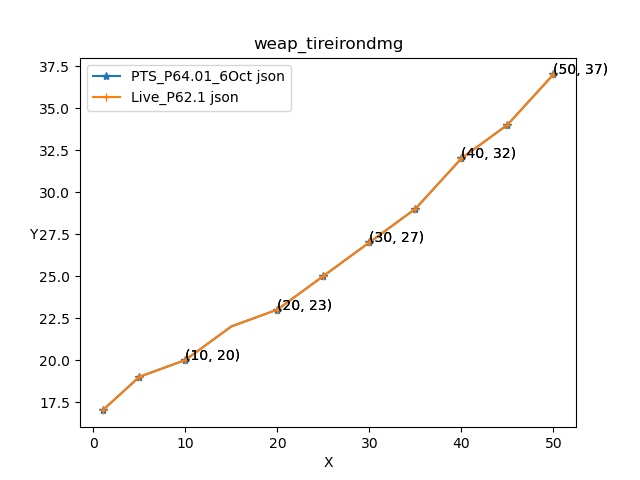 weap_tireirondmg
PTS_P64.01_6Oct json
Live_P62.1 json
37.5
35.0
32.5
30.0
27.5
25.0
22.5
20.0
17.5
Y
(50, 37)
(40, 32)
(30, 27)
(20, 23)
(10, 20)
0 10 20 30 40 50
X